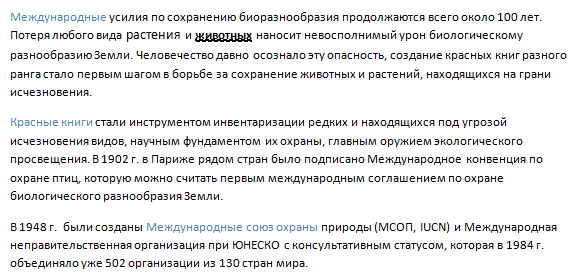 Международные усилия по сохранению биоразнообразия продолжаются всего около 100 лет.
Потеря любого вида растения и животных наносит невосполнимый урон биологическому
разнообразию Земли. Человечество давно осознало эту опасность, создание красных книг разного
ранга стало первым шагом в борьбе за сохранение животных и растений, находящихся на грани
исчезновения.
Красные книги стали инструментом инвентаризации редких и находящихся под угрозой
исчезновения видов, научным фундаментом их охраны, главным оружием экологического
просвещения. В 1902 г. в Париже рядом стран было подписано Международное конвенция по
охране птиц, которую можно считать первым международным соглашением по охране
биологического разнообразия Земли.
В 1948 г. были созданы Международные союз охраны природы (МСОП, IUCN) и Международная
неправительственная организация при ЮНЕСКО с консультативным статусом, которая в 1984 г.
объединяло уже 502 организации из 130 стран мира.